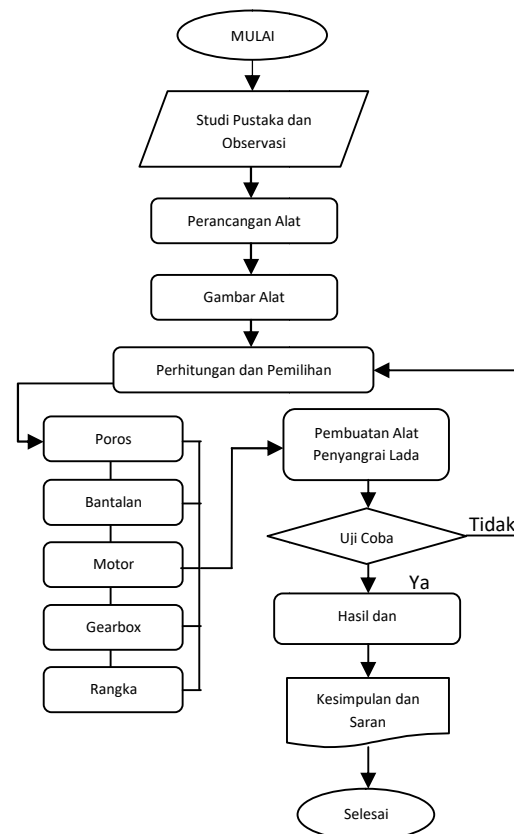 MULAI
Studi Pustaka dan
Observasi
Perancangan Alat
Gambar Alat
Perhitungan dan Pemilihan
Poros
Bantalan
Motor
Gearbox
Rangka
Pembuatan Alat
Penyangrai Lada
Uji Coba
Tidak
Ya
Hasil dan
Kesimpulan dan
Saran
Selesai